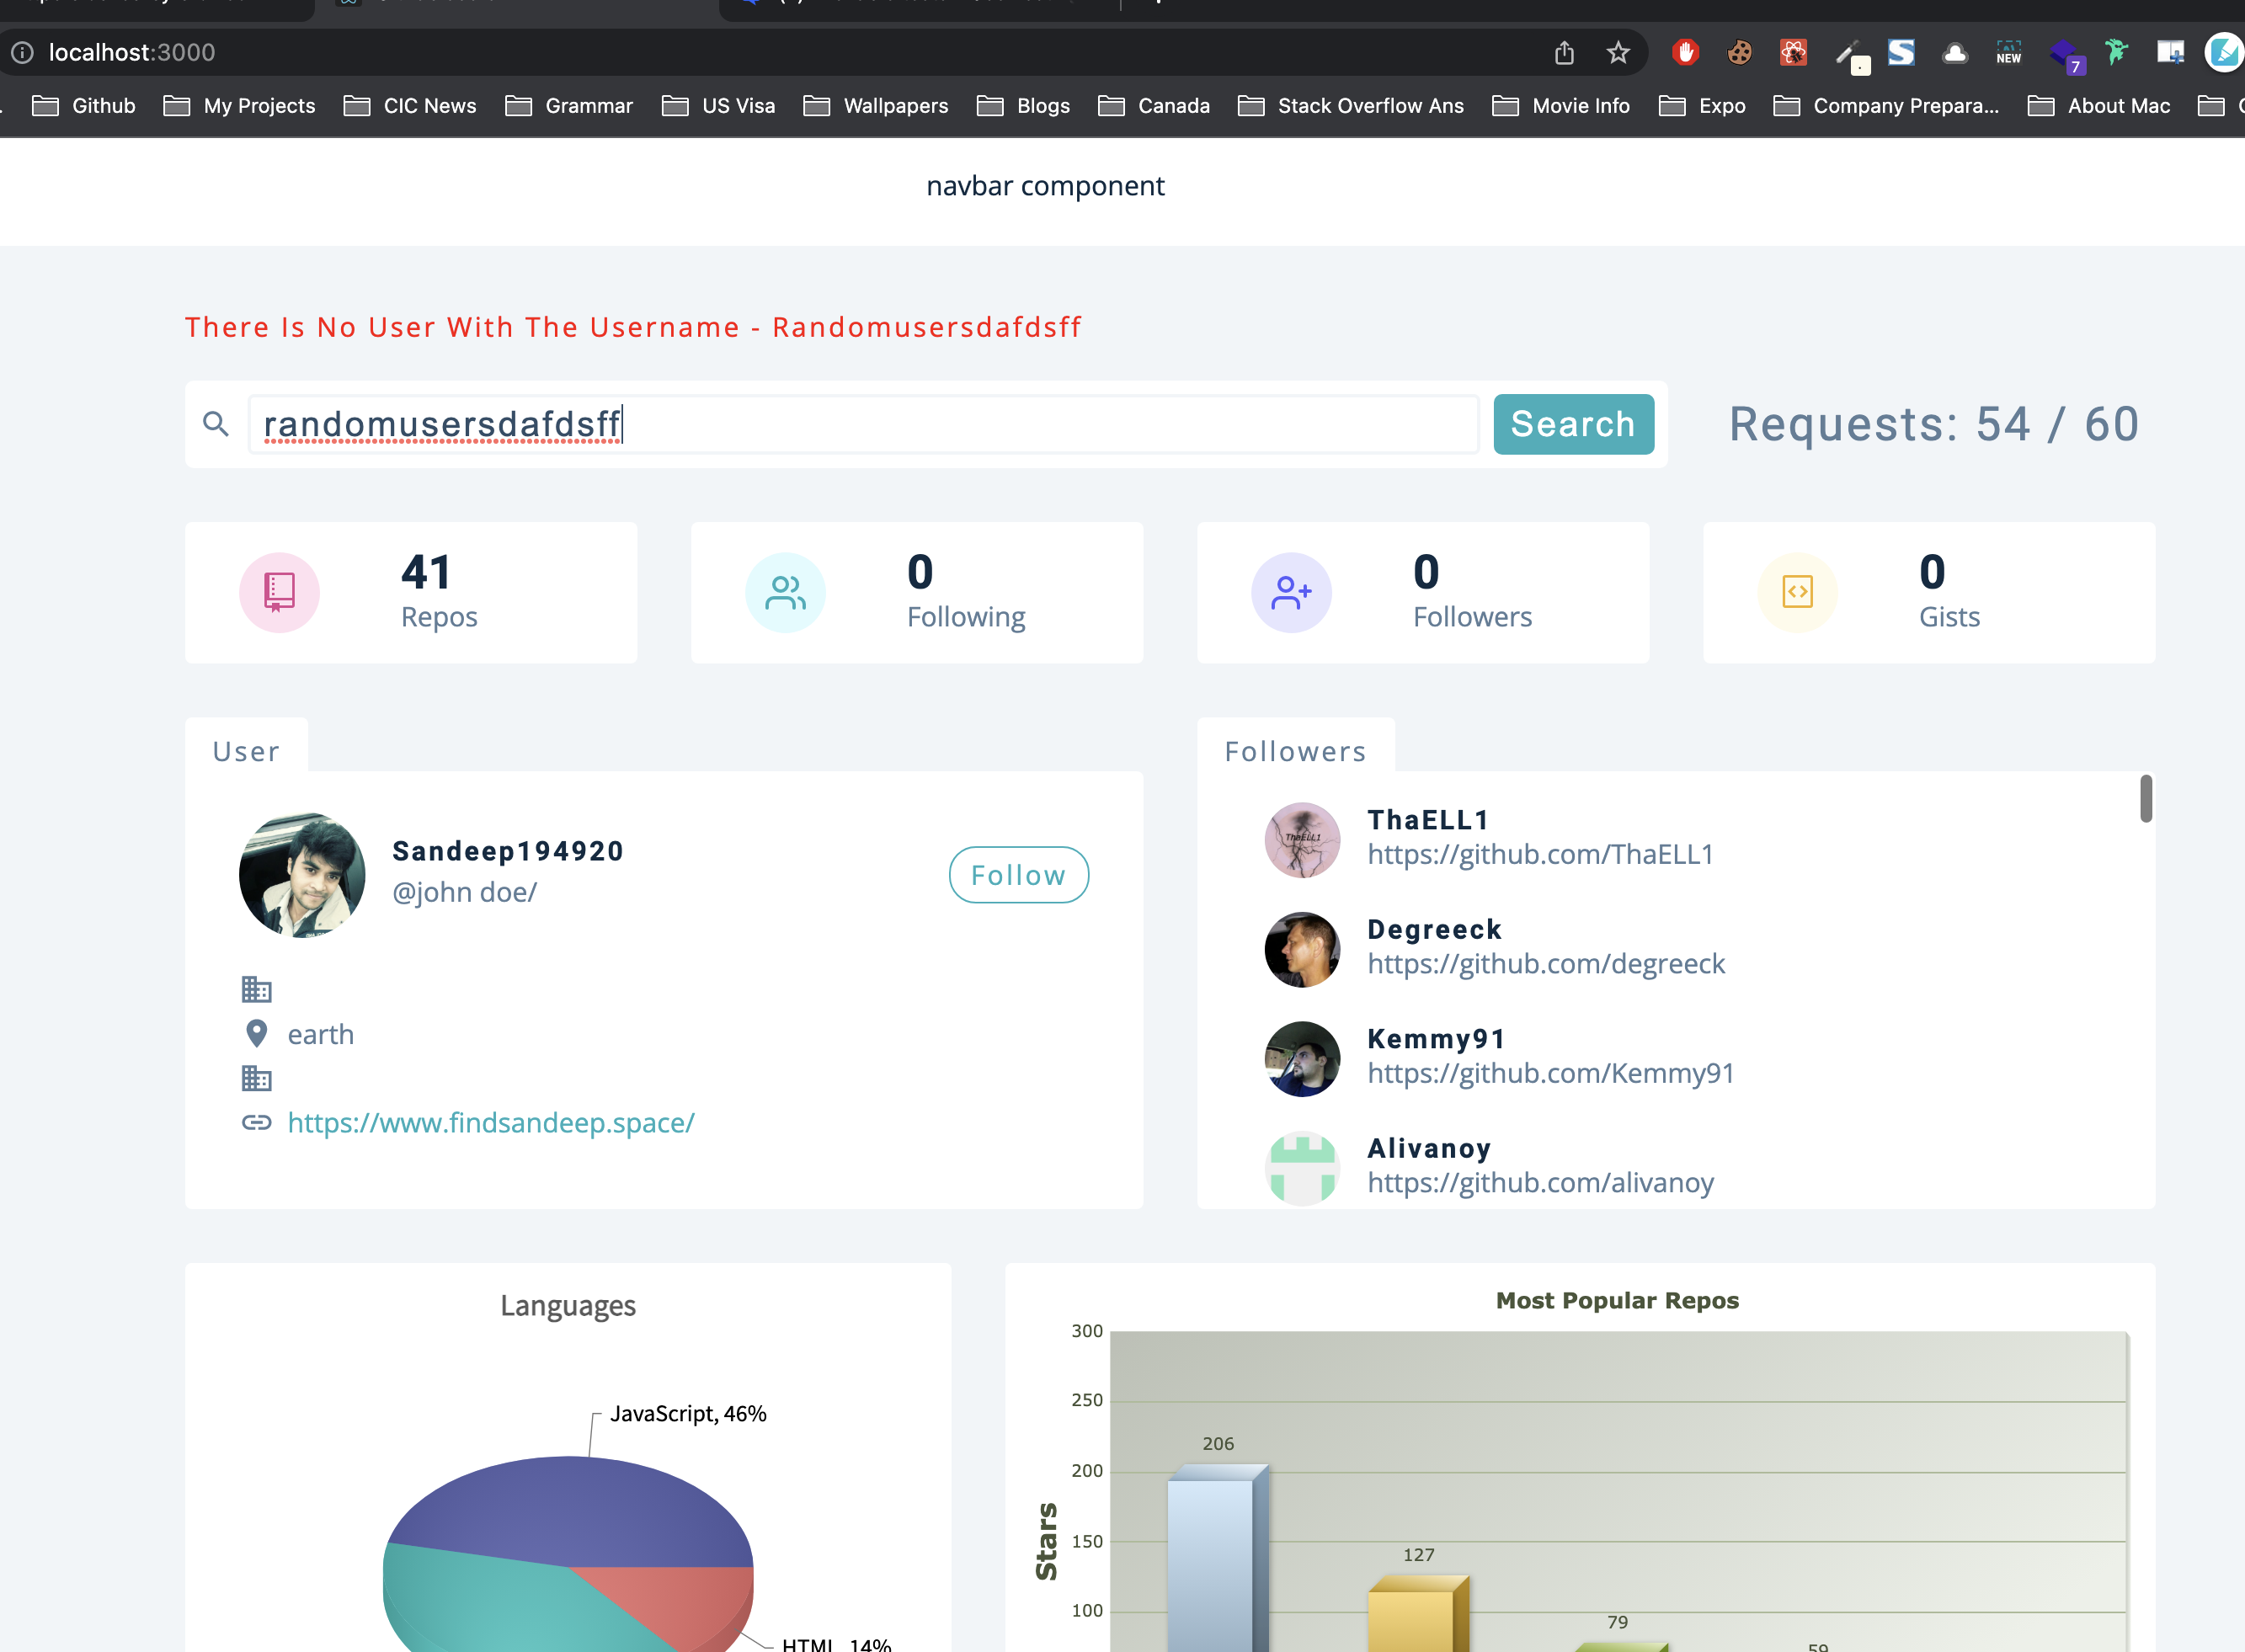 localhost:3000
NEW
7
Github My Projects CIC News Grammar US Visa Wallpapers Blogs Canada Stack Overflow Ans Movie Info Expo Company Prepara... About Mac
navbar component
There Is No User With The Username - Randomusersdafdsff
randomusersdafdsff Search Requests: 54 / 60
41
Repos
0
Following
0
Followers
0
Gists
User
Sandeep194920
@john doe/
Follow
earth
https://www.findsandeep.space/
Followers
ThaELL1
ThaELL1
https://github.com/ThaELL1
Degreeck
https://github.com/degreeck
Kemmy91
https://github.com/Kemmy91
Alivanoy
https://github.com/alivanoy
Languages
JavaScript, 46%
HTML, 14%
Most Popular Repos
Stars
300
250
200
150
100
206
127
79
59